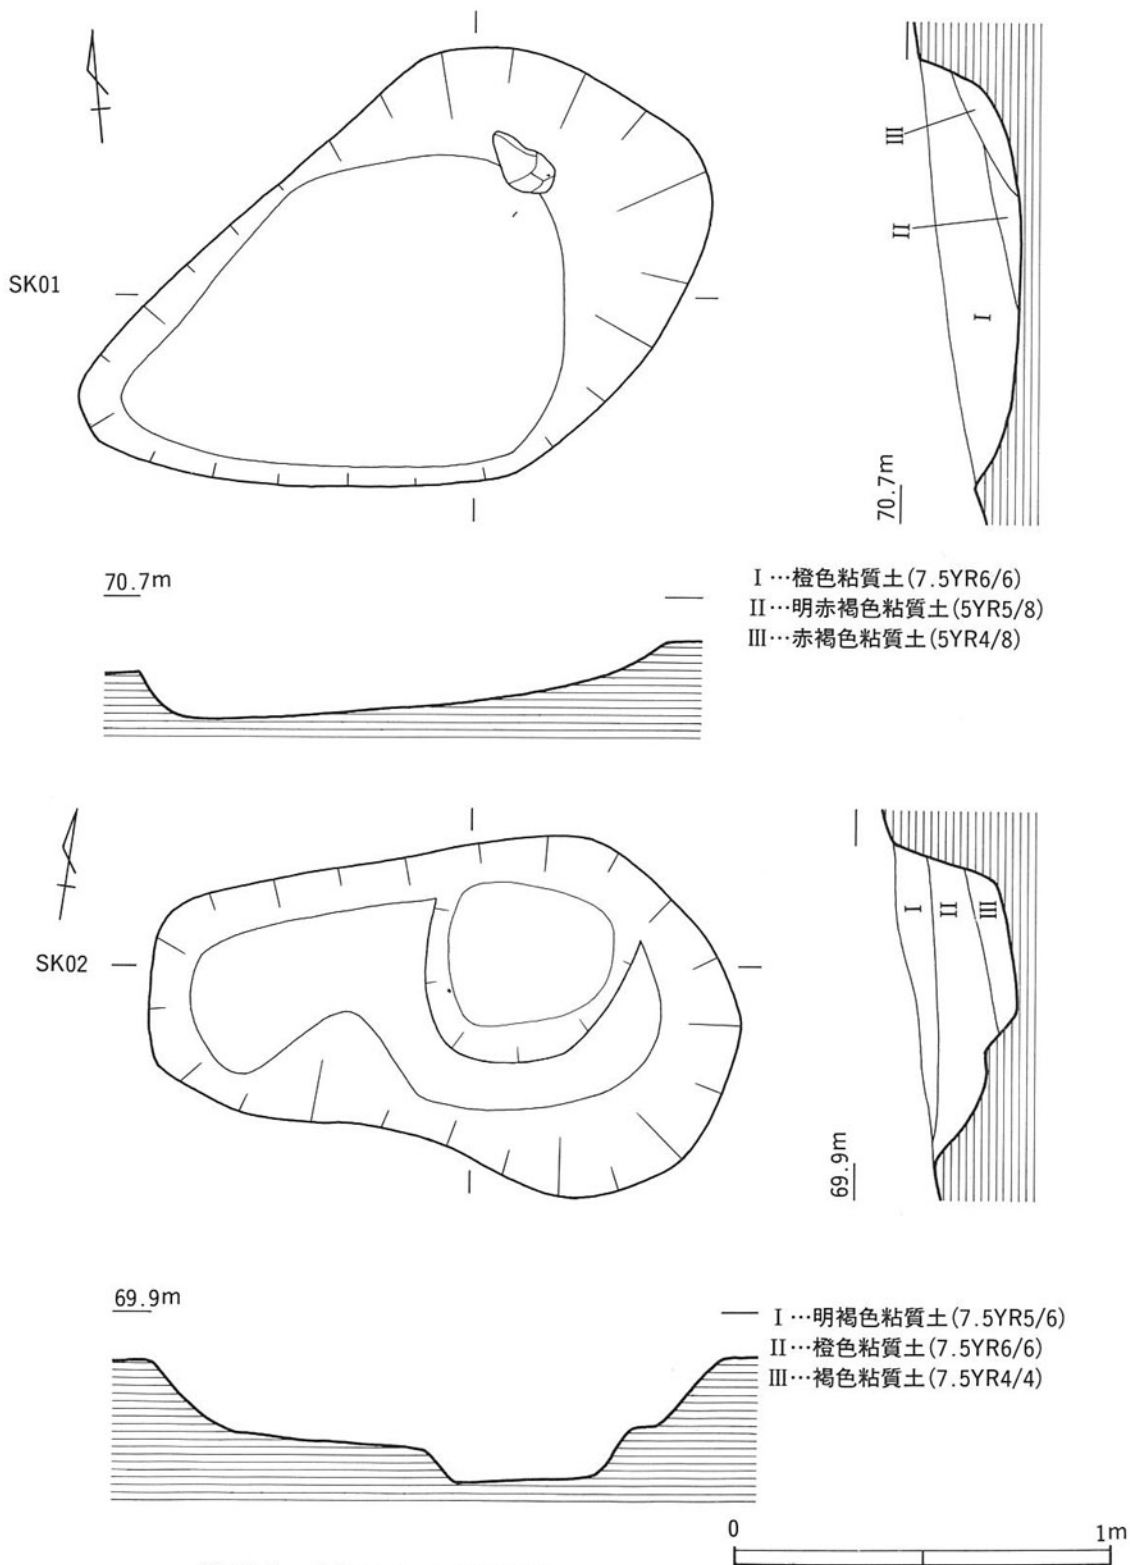 III
II
SK01
I
70.7m
70.7m
I…橙色粘質土(7.5YR6/6)
II…明赤褐色粘質土(5YR5/8)
III…赤褐色粘質土(5YR4/8)
I
II
III
SK02
69.9m
69.9m
I…明褐色粘質土(7.5YR5/6)
II…橙色粘質土(7.5YR6/6)
III…褐色粘質土(7.5YR4/4)
0
1m